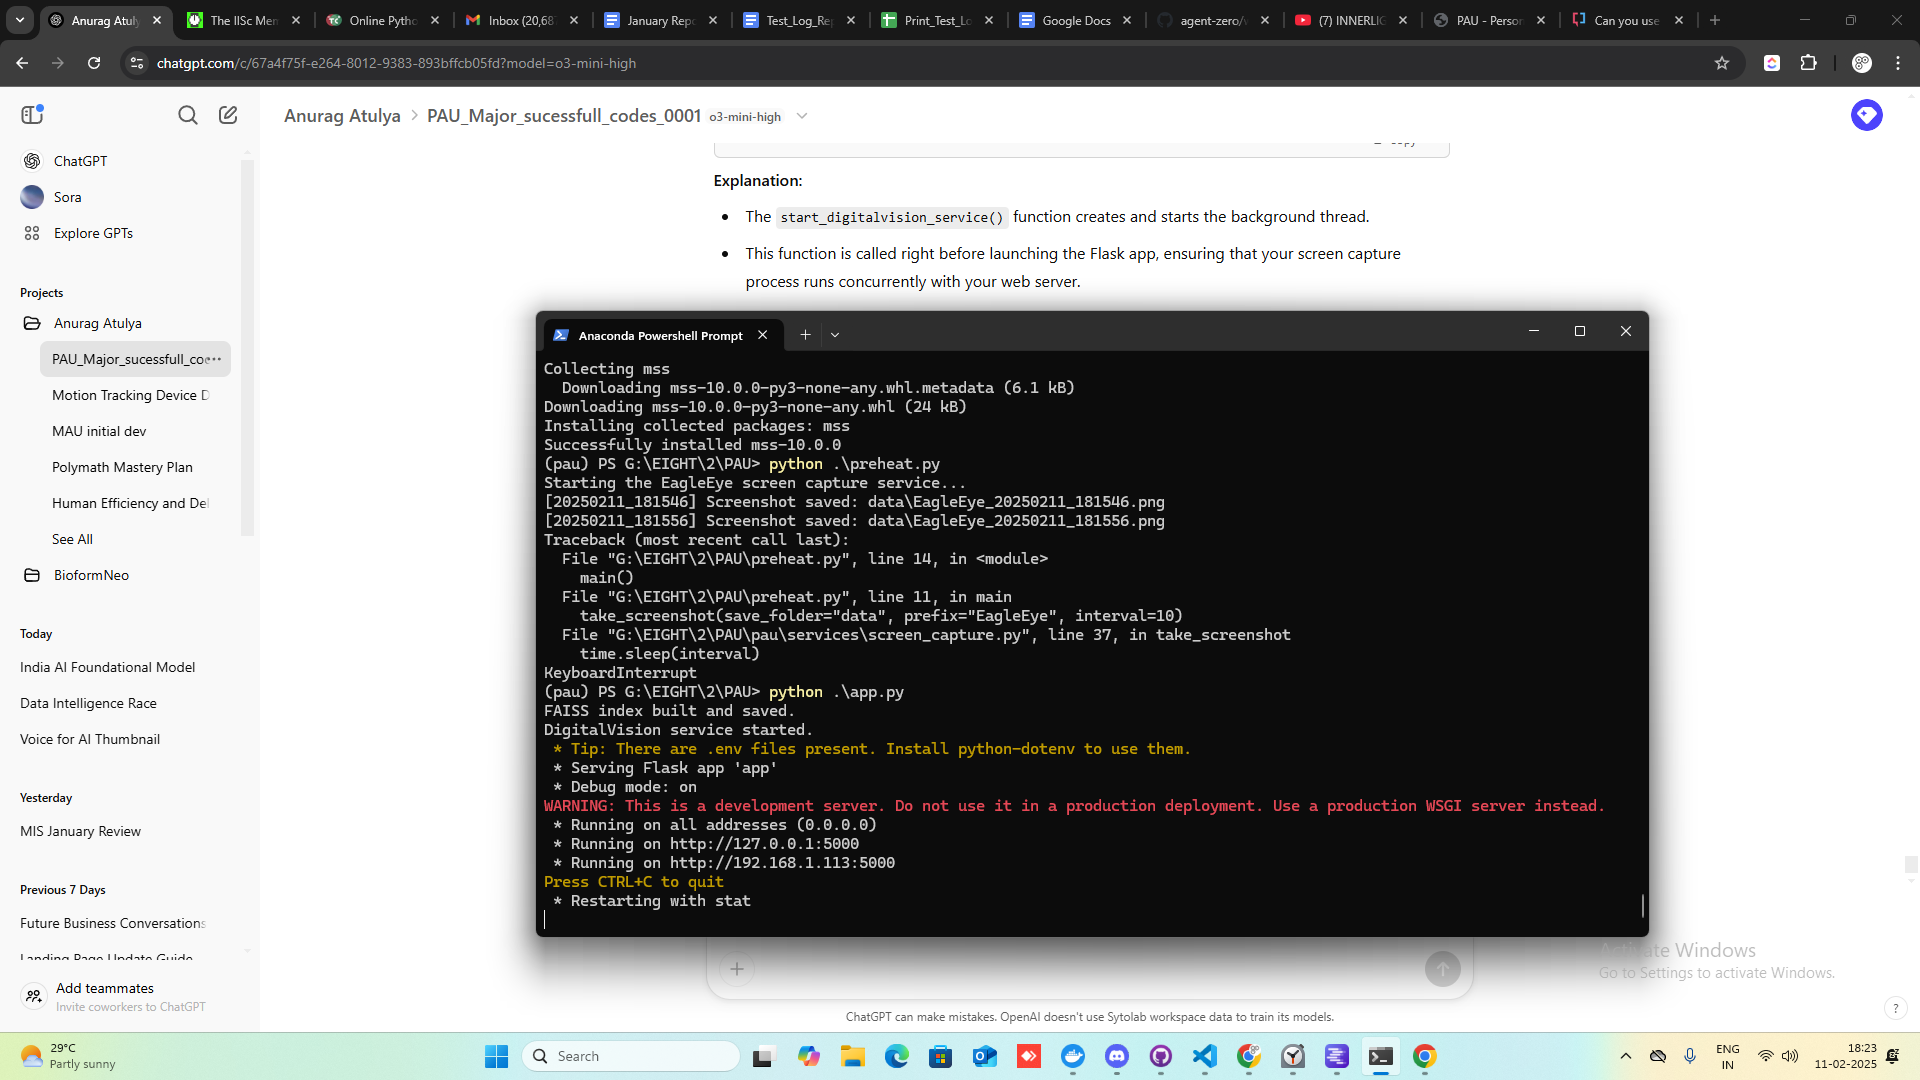 Anurag Atuly
The IISc Men
Online Pytho
Inbox (20,68
January Repo
Test_Log_Rep
Print_Test_Lo
Google Docs
agent-zero/w
(7) INNERLIG
PAU - Person
Can you use
chatgpt.com/c/67a4f75f-e264-8012-9383-893bffcb05fd?model=o3-mini-high
Anurag Atulya > PAU_Major_sucessfull_codes_0001 o3-mini-high
ChatGPT
Sora
Explore GPTs
Projects
Anurag Atulya
PAU_Major_sucessfull_co
Motion Tracking Device D
MAU initial dev
Polymath Mastery Plan
Human Efficiency and Del
See All
BioformNeo
Today
India AI Foundational Model
Data Intelligence Race
Voice for AI Thumbnail
Yesterday
MIS January Review
Previous 7 Days
Future Business Conversations
Landing Page Update Guide
Add teammates
Invite coworkers to ChatGPT
Explanation:
• The start_digitalvision_service() function creates and starts the background thread.
• This function is called right before launching the Flask app, ensuring that your screen capture
process runs concurrently with your web server.
Anaconda Powershell Prompt
Collecting mss
Downloading mss-10.0.0-py3-none-any.whl.metadata (6.1 kB)
Downloading mss-10.0.0-py3-none-any.whl (24 kB)
Installing collected packages: mss
Successfully installed mss-10.0.0
(pau) PS G:\EIGHT\2\PAU> python .\preheat.py
Starting the EagleEye screen capture service...
[20250211_181546] Screenshot saved: data\EagleEye_20250211_181546.png
[20250211_181556] Screenshot saved: data\EagleEye_20250211_181556.png
Traceback (most recent call last):
File "G:\EIGHT\2\PAU\preheat.py", line 14, in <module>
main()
File "G:\EIGHT\2\PAU\preheat.py", line 11, in main
take_screenshot(save_folder="data", prefix="EagleEye", interval=10)
File "G:\EIGHT\2\PAU\pau\services\screen_capture.py", line 37, in take_screenshot
time.sleep(interval)
KeyboardInterrupt
(pau) PS G:\EIGHT\2\PAU> python .\app.py
FAISS index built and saved.
DigitalVision service started.
* Tip: There are .env files present. Install python-dotenv to use them.
* Serving Flask app 'app'
* Debug mode: on
WARNING: This is a development server. Do not use it in a production deployment. Use a production WSGI server instead.
* Running on all addresses (0.0.0.0)
* Running on http://127.0.0.1:5000
* Running on http://192.168.1.113:5000
Press CTRL+C to quit
* Restarting with stat
Activate Windows
Go to Settings to activate Windows.
ChatGPT can make mistakes. OpenAI doesn't use Sytolab workspace data to train its models.
?
29°C
Partly sunny
Search
ENG
IN
18:23
11-02-2025